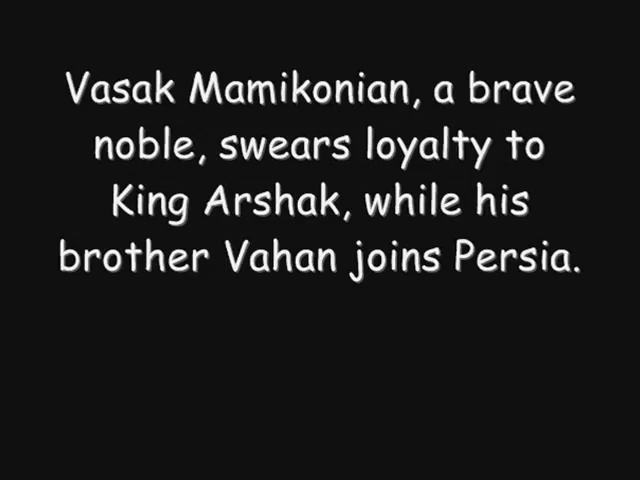 Vasak Mamikonian, a brave
noble, swears loyalty to
King Arshak, while his
brother Vahan joins Persia.